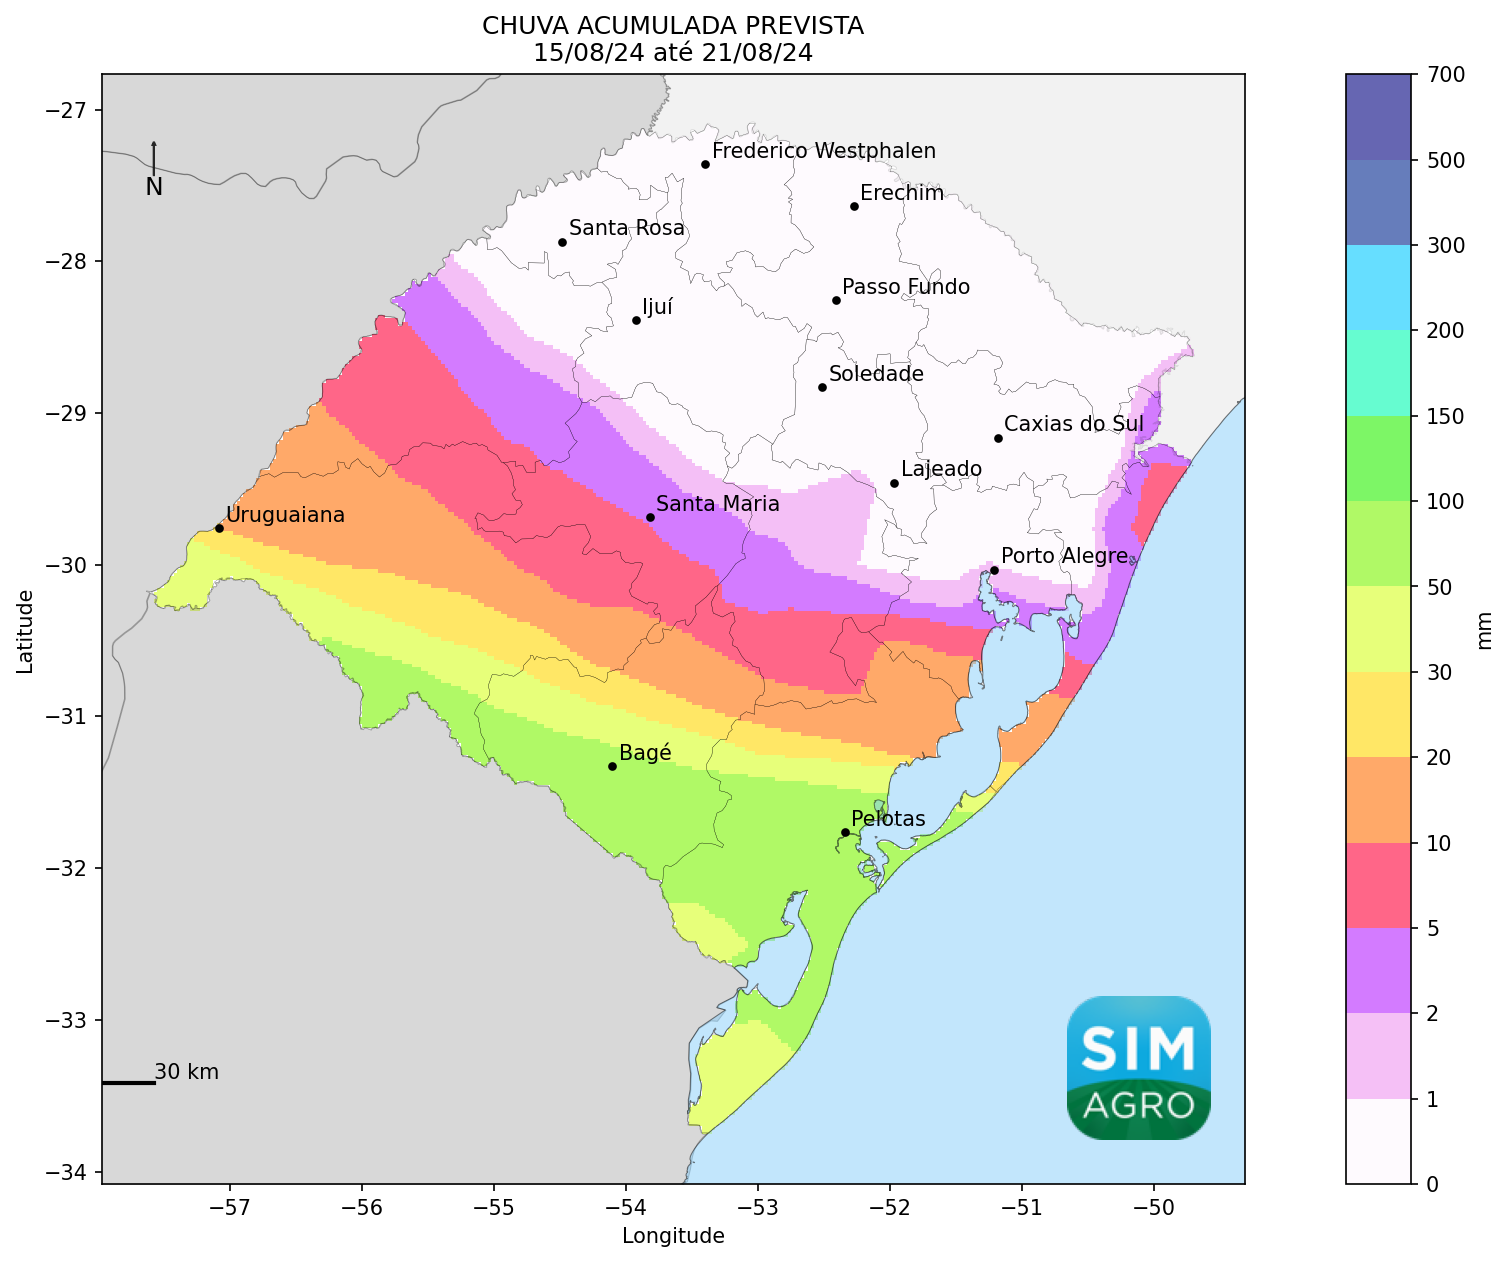 CHUVA ACUMULADA PREVISTA
15/08/24 até 21/08/24
−27
−28
−29
−30
−31
−32
−33
−34
Latitude
N
Frederico Westphalen
Erechim
Santa Rosa
Passo Fundo
Ijuí
Soledade
Caxias do Sul
Lajeado
Santa Maria
Uruguaiana
Porto Alegre
Bagé
Pelotas
30 km
SIM
AGRO
−57
−56
−55
−54
−53
−52
−51
−50
Longitude
700
500
300
200
150
100
50
30
20
10
5
2
1
0
mm